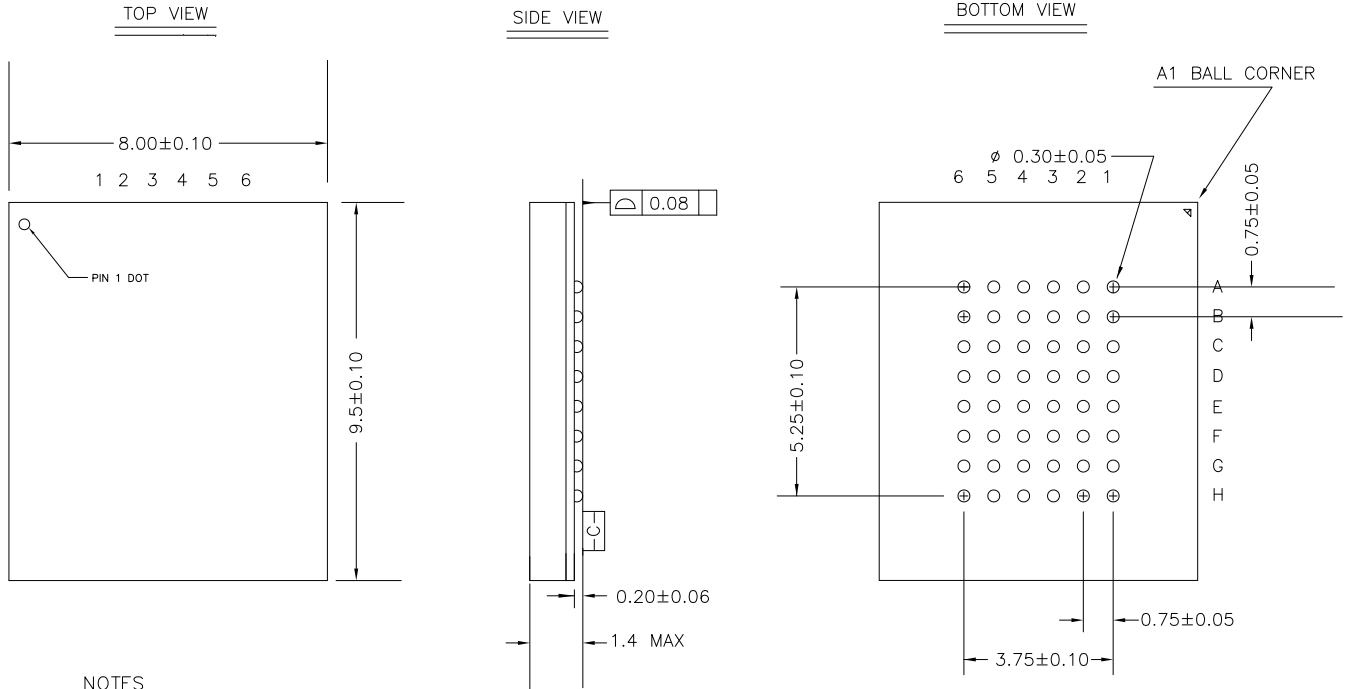 TOP VIEW
SIDE VIEW
BOTTOM VIEW
A1 BALL CORNER
8.00±0.10
1 2 3 4 5 6
PIN 1 DOT
9.5±0.10
0.08
-C-
0.20±0.06
1.4 MAX
ø 0.30±0.05
6 5 4 3 2 1
0.75±0.05
A
B
C
D
E
F
G
H
5.25±0.10
0.75±0.05
3.75±0.10
NOTES